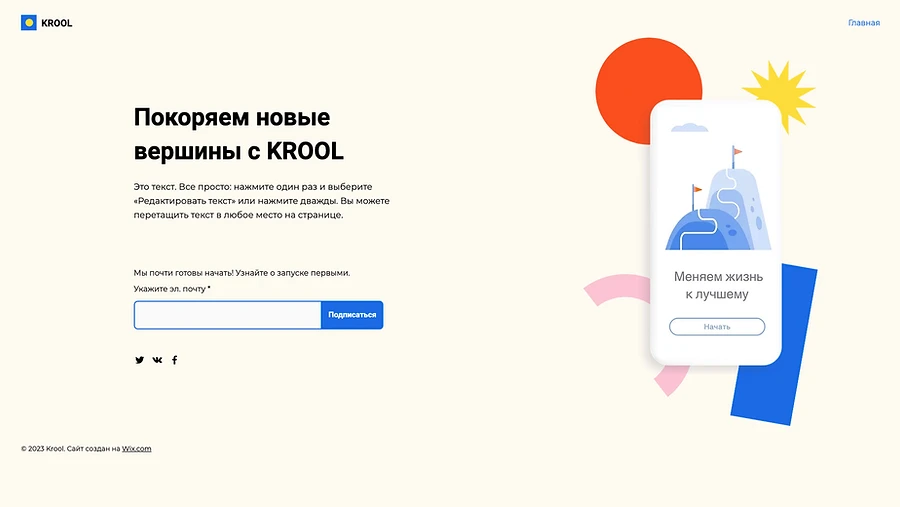 KROOL
Главная
Покоряем новые
вершины с KROOL
Это текст. Все просто: нажмите один раз и выберите
«Редактировать текст» или нажмите дважды. Вы можете
перетащить текст в любое место на странице.
Мы почти готовы начать! Узнайте о запуске первыми.
Укажите эл. почту *
Подписаться
Меняем жизнь
к лучшему
Начать
© 2023 Krool. Сайт создан на Wix.com